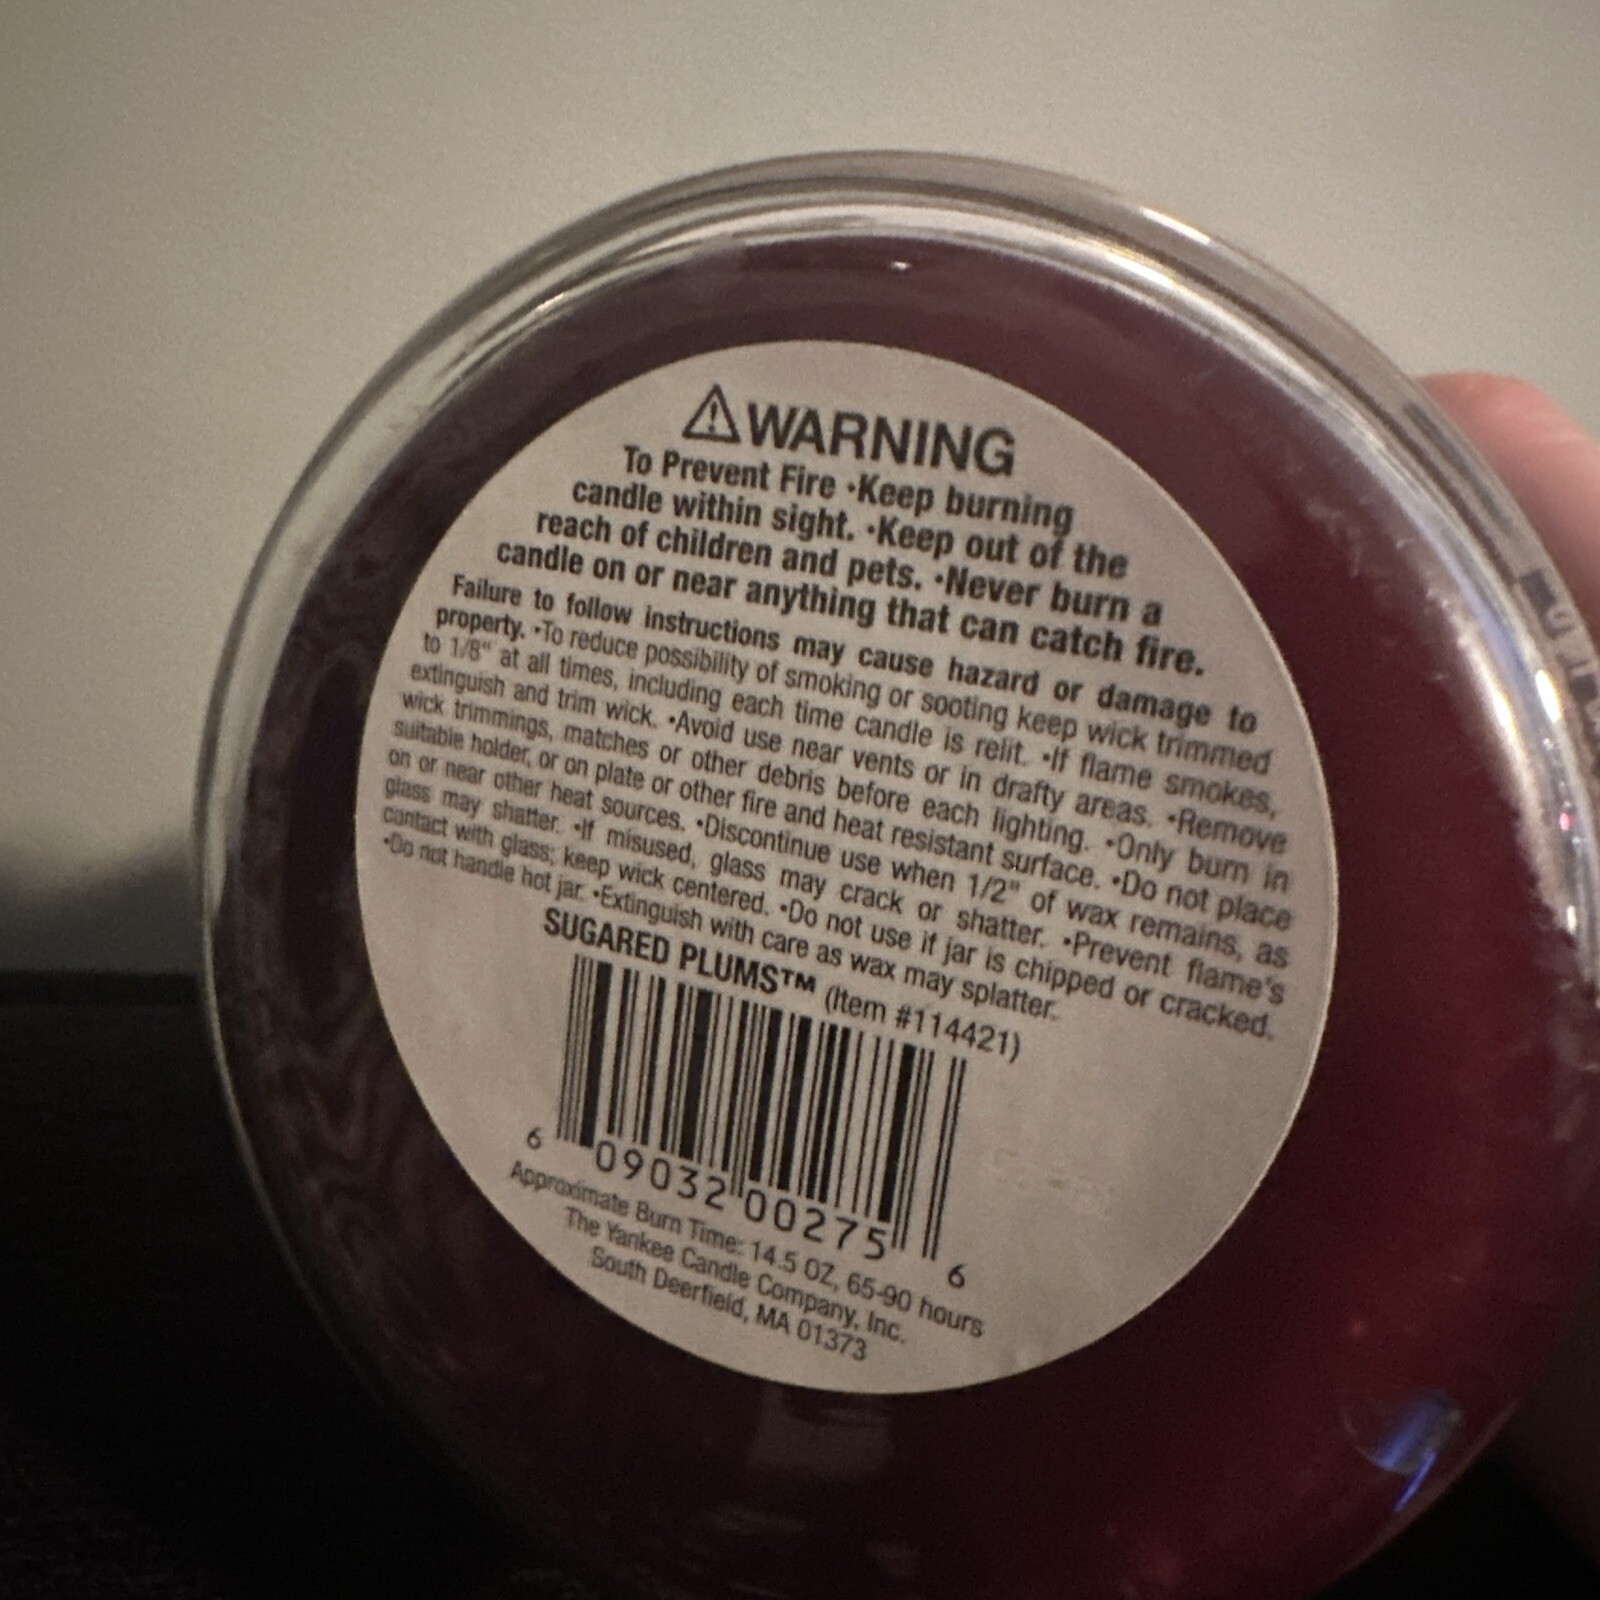 ⚠WARNING
To Prevent Fire •Keep burning
candle within sight. •Keep out of the
reach of children and pets. •Never burn a
candle on or near anything that can catch fire.
Failure to follow instructions may cause hazard or damage to
property. •To reduce possibility of smoking or sooting keep wick trimmed
to 1/8" at all times, including each time candle is relit. •If flame smokes,
extinguish and trim wick. •Avoid use near vents or in drafty areas. •Remove
wick trimmings, matches or other debris before each lighting. •Only burn in
suitable holder, or on plate or other fire and heat resistant surface. •Do not place
on or near other heat sources. •Discontinue use when 1/2" of wax remains, as
glass may shatter. •If misused, glass may crack or shatter. •Prevent flame's
contact with glass; keep wick centered. •Do not use if jar is chipped or cracked.
•Do not handle hot jar. •Extinguish with care as wax may splatter.
SUGARED PLUMS™ (Item #114421)
6 09032 00275 6
Approximate Burn Time: 14.5 OZ, 65-90 hours
The Yankee Candle Company, Inc.
South Deerfield, MA 01373